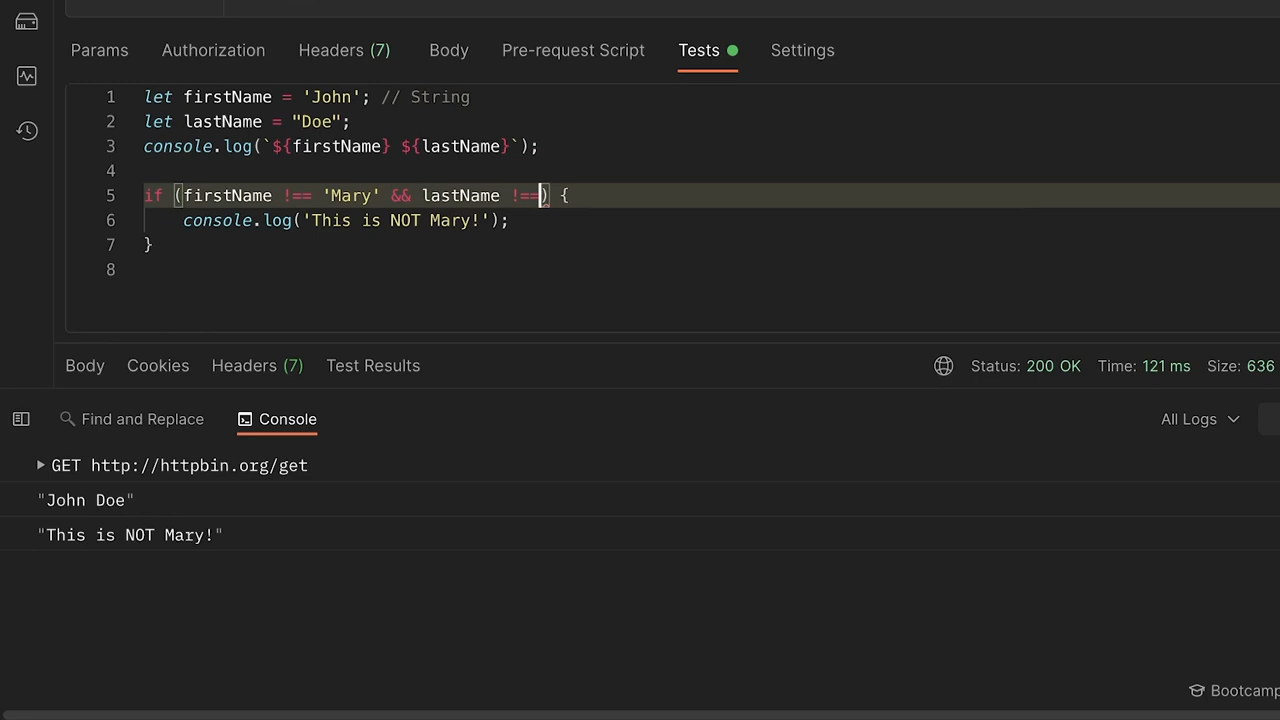 Params Authorization Headers (7) Body Pre-request Script Tests Settings
1 let firstName = 'John'; // String
2 let lastName = "Doe";
3 console.log(`${firstName} ${lastName}`);
4
5 if (firstName !== 'Mary' && lastName !==) {
6 console.log('This is NOT Mary!');
7 }
8
Body Cookies Headers (7) Test Results Status: 200 OK Time: 121 ms Size: 636
Find and Replace Console All Logs
GET http://httpbin.org/get
"John Doe"
"This is NOT Mary!"
Bootcamp